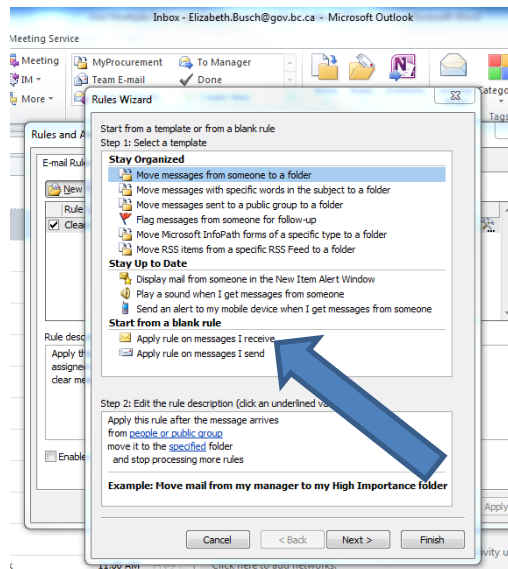 Inbox - Elizabeth.Busch@gov.bc.ca - Microsoft Outlook
Meeting Service
Meeting
MyProcurement
To Manager
IM
Team E-mail
Done
More
Rules Wizard
Tags
Rules and A
Start from a template or from a blank rule
Step 1: Select a template
E-mail Rul
Stay Organized
Move messages from someone to a folder
New
Move messages with specific words in the subject to a folder
Rule
Move messages sent to a public group to a folder
Clea
Flag messages from someone for follow-up
Move Microsoft InfoPath forms of a specific type to a folder
Move RSS items from a specific RSS Feed to a folder
Stay Up to Date
Display mail from someone in the New Item Alert Window
Play a sound when I get messages from someone
Send an alert to my mobile device when I get messages from someone
Start from a blank rule
Apply rule on messages I receive
Apply rule on messages I send
Rule desc
Apply th
assigne
clear me
Step 2: Edit the rule description (click an underlined va
Apply this rule after the message arrives
from people or public group
move it to the specified folder
and stop processing more rules
Enable
Example: Move mail from my manager to my High Importance folder
Apply
Cancel
< Back
Next >
Finish
11:00 AM
Click here to add networks.